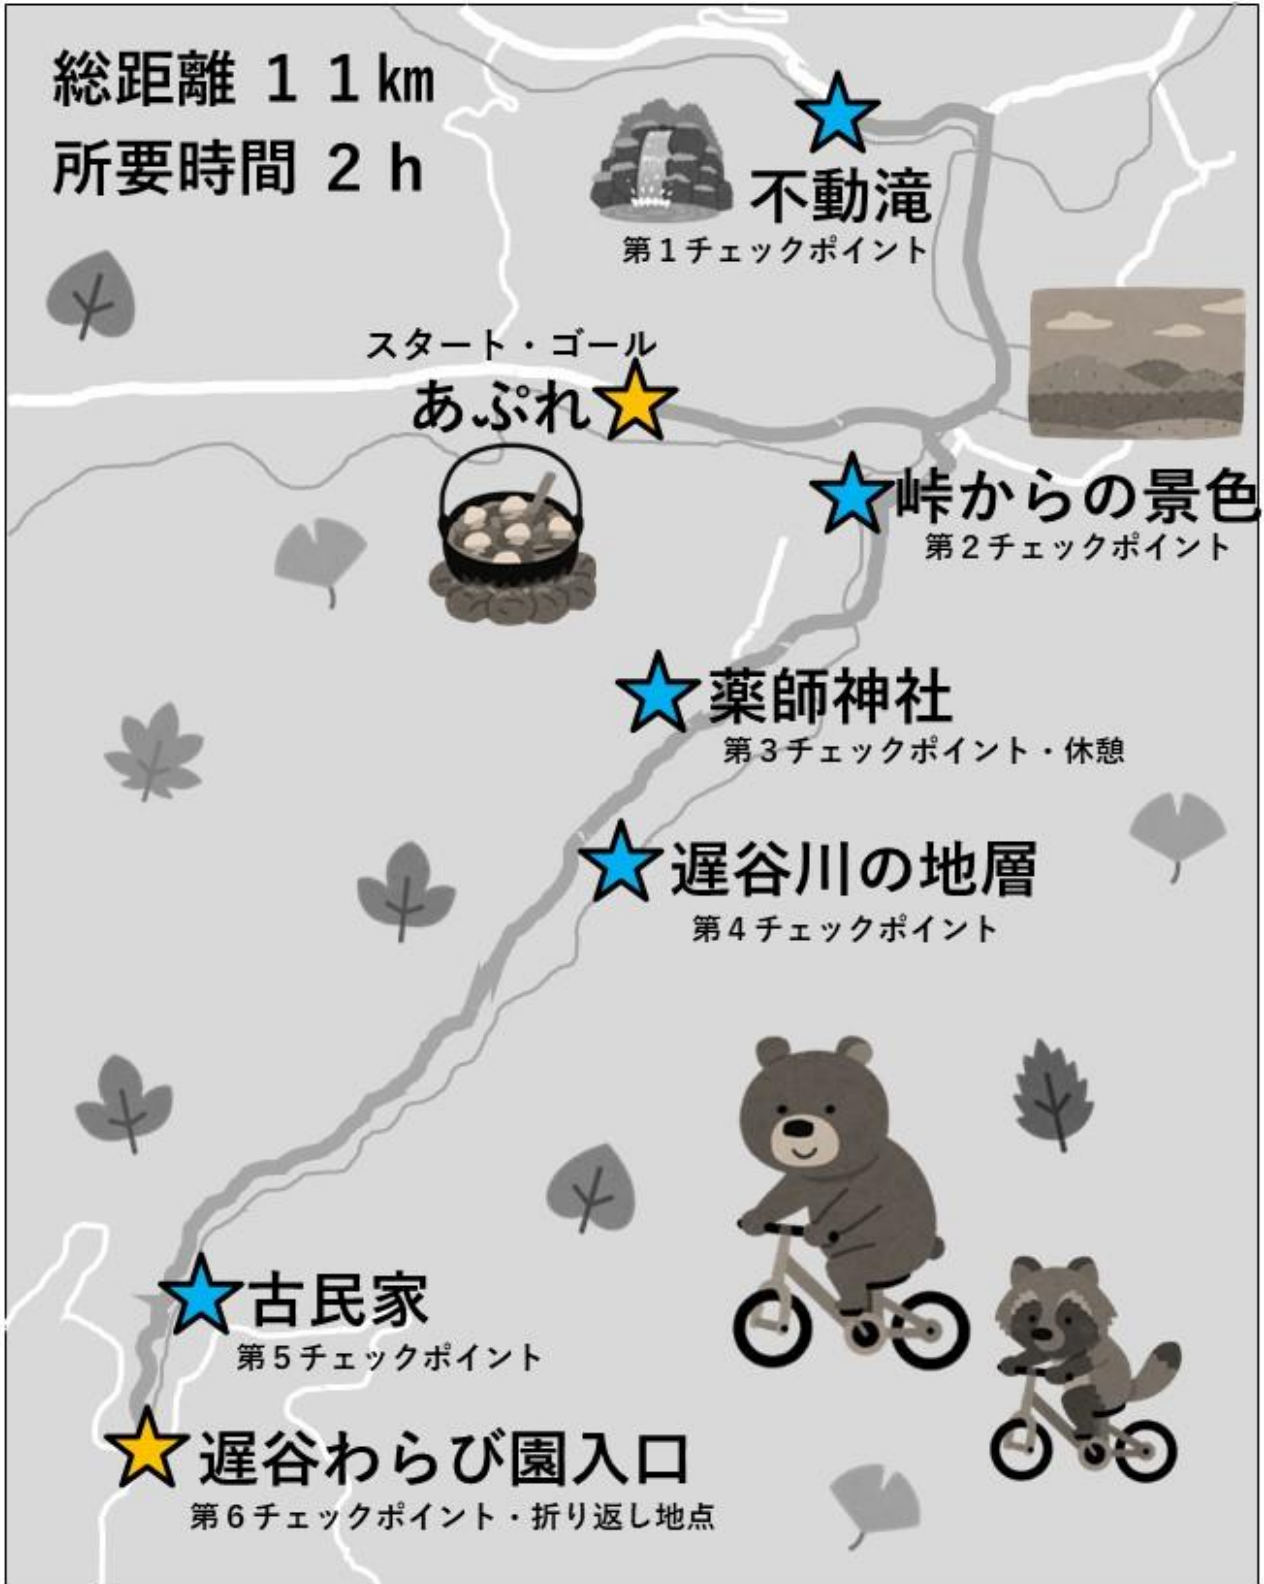 総距離 １１㎞
所要時間 ２ｈ
不動滝
第１チェックポイント
スタート・ゴール
あぷれ
峠からの景色
第２チェックポイント
薬師神社
第３チェックポイント・休憩
遅谷川の地層
第４チェックポイント
古民家
第５チェックポイント
遅谷わらび園入口
第６チェックポイント・折り返し地点